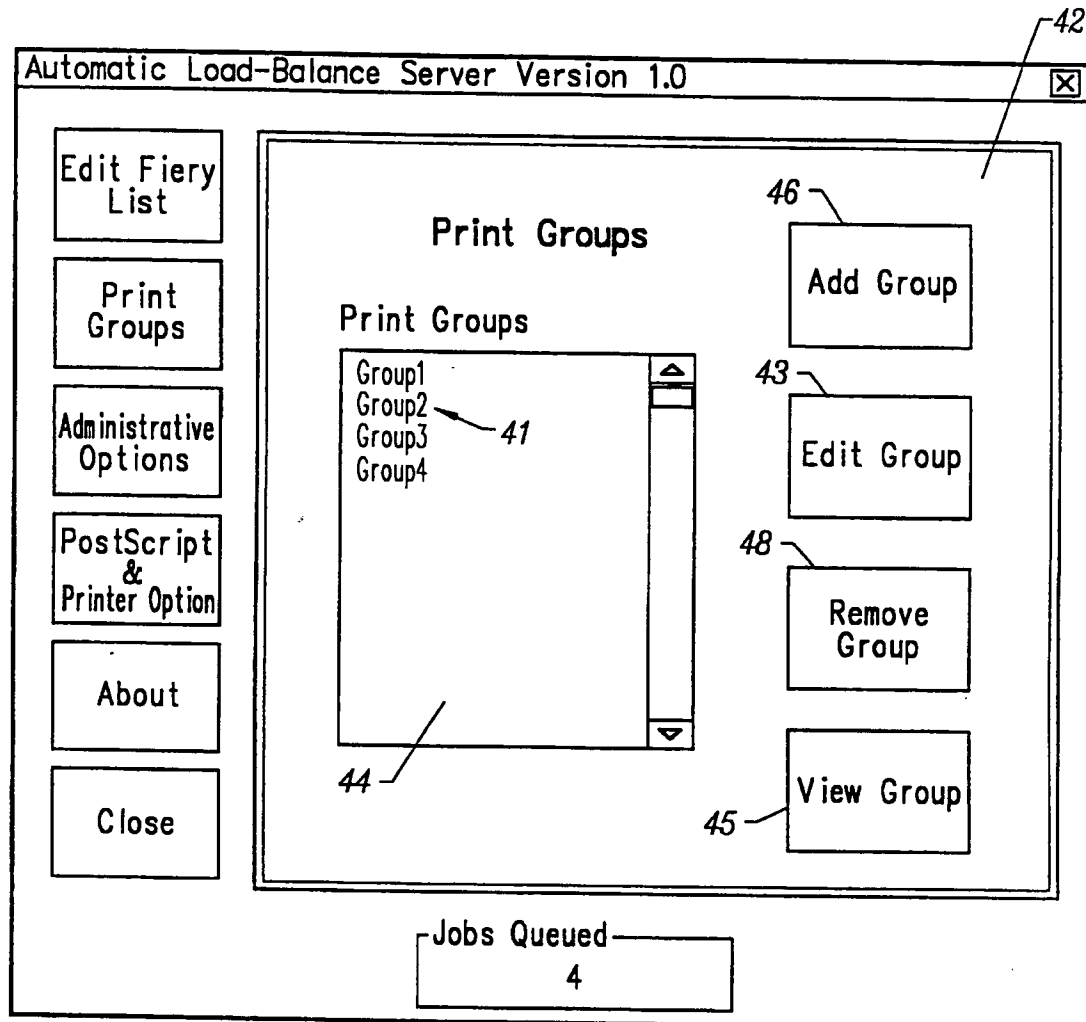 42
Automatic Load-Balance Server Version 1.0
Edit Fiery
List
Print
Groups
Administrative
Options
PostScript
&
Printer Option
About
Close
Print Groups
Print Groups
Group1
Group2
Group3
Group4
41
44
46
Add Group
43
Edit Group
48
Remove
Group
45
View Group
Jobs Queued
4